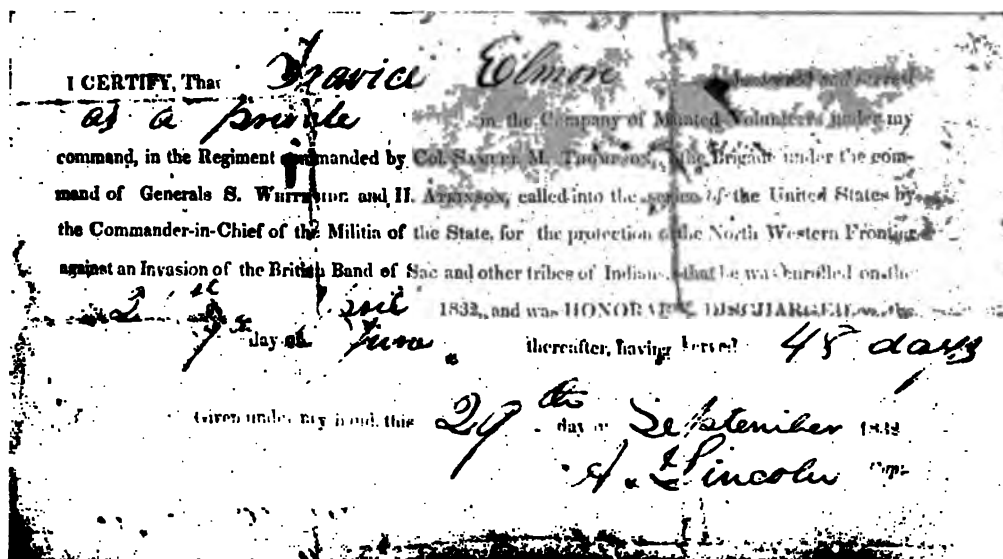 I CERTIFY, That Travice Elmore
as a private in the Company of Mounted Volunteers under my
command, in the Regiment commanded by Col. SAMUEL M. THOMPSON, the Brigade under the com-
mand of Generals S. WHITESIDE and H. ATKINSON, called into the service of the United States by
the Commander-in-Chief of the Militia of the State, for the protection of the North Western Frontier
against an Invasion of the British Band of Sac and other tribes of Indians, that he was enrolled on the
1832, and was HONORABLY DISCHARGED on the
7th day of June thereafter, having served 48 days
Given under my hand, this 29th day of September 1832
A. Lincoln Capt.